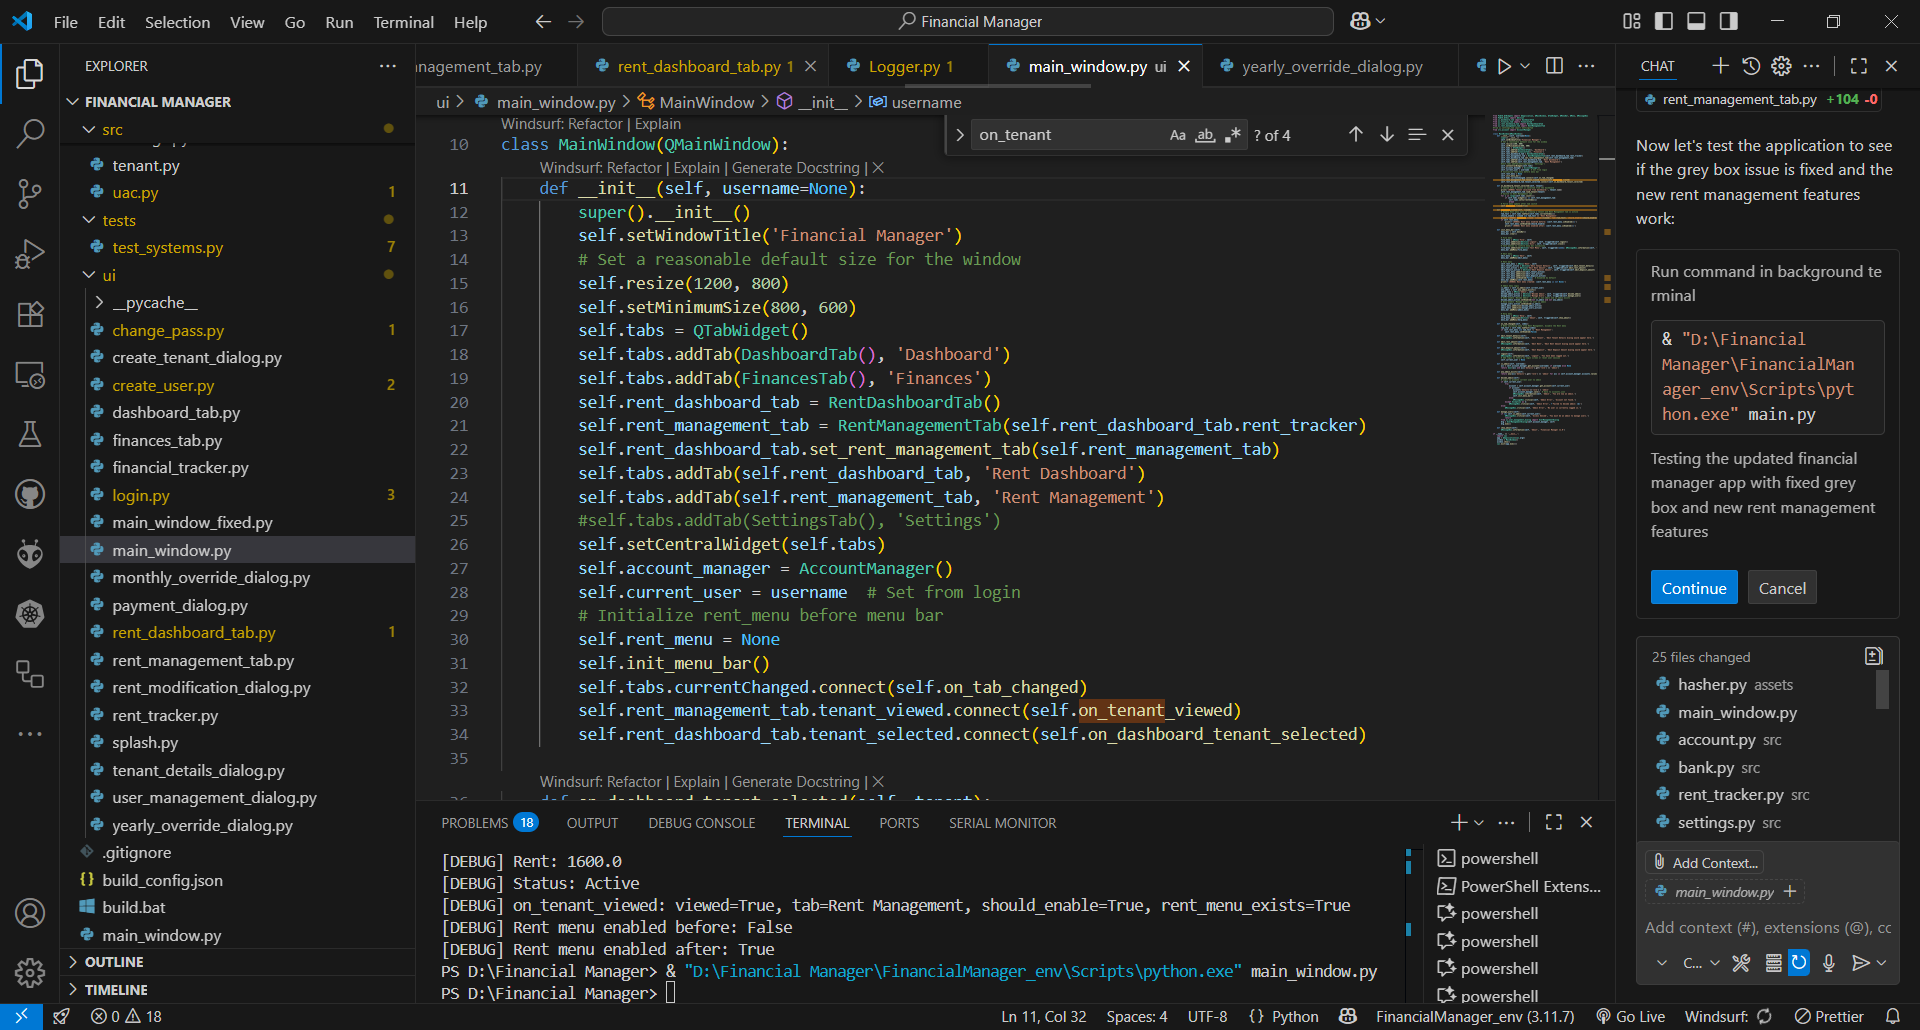 File Edit Selection View Go Run Terminal Help
Financial Manager
EXPLORER
FINANCIAL MANAGER
src
tenant.py
uac.py 1
tests
test_systems.py 7
ui
__pycache__
change_pass.py 1
create_tenant_dialog.py
create_user.py 2
dashboard_tab.py
finances_tab.py
financial_tracker.py
login.py 3
main_window_fixed.py
main_window.py
monthly_override_dialog.py
payment_dialog.py
rent_dashboard_tab.py 1
rent_management_tab.py
rent_modification_dialog.py
rent_tracker.py
splash.py
tenant_details_dialog.py
user_management_dialog.py
yearly_override_dialog.py
.gitignore
build_config.json
build.bat
main_window.py
OUTLINE
TIMELINE
nagement_tab.py rent_dashboard_tab.py 1 Logger.py 1 main_window.py ui yearly_override_dialog.py
ui > main_window.py > MainWindow > __init__ > username
on_tenant Aa ab ? of 4
Windsurf: Refactor | Explain
10 class MainWindow(QMainWindow):
Windsurf: Refactor | Explain | Generate Docstring | X
11 def __init__(self, username=None):
12 super().__init__()
13 self.setWindowTitle('Financial Manager')
14 # Set a reasonable default size for the window
15 self.resize(1200, 800)
16 self.setMinimumSize(800, 600)
17 self.tabs = QTabWidget()
18 self.tabs.addTab(DashboardTab(), 'Dashboard')
19 self.tabs.addTab(FinancesTab(), 'Finances')
20 self.rent_dashboard_tab = RentDashboardTab()
21 self.rent_management_tab = RentManagementTab(self.rent_dashboard_tab.rent_tracker)
22 self.rent_dashboard_tab.set_rent_management_tab(self.rent_management_tab)
23 self.tabs.addTab(self.rent_dashboard_tab, 'Rent Dashboard')
24 self.tabs.addTab(self.rent_management_tab, 'Rent Management')
25 #self.tabs.addTab(SettingsTab(), 'Settings')
26 self.setCentralWidget(self.tabs)
27 self.account_manager = AccountManager()
28 self.current_user = username # Set from login
29 # Initialize rent_menu before menu bar
30 self.rent_menu = None
31 self.init_menu_bar()
32 self.tabs.currentChanged.connect(self.on_tab_changed)
33 self.rent_management_tab.tenant_viewed.connect(self.on_tenant_viewed)
34 self.rent_dashboard_tab.tenant_selected.connect(self.on_dashboard_tenant_selected)
35
Windsurf: Refactor | Explain | Generate Docstring | X
PROBLEMS 18 OUTPUT DEBUG CONSOLE TERMINAL PORTS SERIAL MONITOR
[DEBUG] Rent: 1600.0
[DEBUG] Status: Active
[DEBUG] on_tenant_viewed: viewed=True, tab=Rent Management, should_enable=True, rent_menu_exists=True
[DEBUG] Rent menu enabled before: False
[DEBUG] Rent menu enabled after: True
PS D:\Financial Manager> & "D:\Financial Manager\FinancialManager_env\Scripts\python.exe" main_window.py
PS D:\Financial Manager>
powershell
PowerShell Extens...
powershell
powershell
powershell
powershell
CHAT
rent_management_tab.py +104 -0
Now let's test the application to see
if the grey box issue is fixed and the
new rent management features
work:
Run command in background te
rminal
& "D:\Financial
Manager\FinancialMan
ager_env\Scripts\pyt
hon.exe" main.py
Testing the updated financial
manager app with fixed grey
box and new rent management
features
Continue Cancel
25 files changed
hasher.py assets
main_window.py
account.py src
bank.py src
rent_tracker.py src
settings.py src
Add Context...
main_window.py +
Add context (#), extensions (@), cc
C...
0 18 Ln 11, Col 32 Spaces: 4 UTF-8 {} Python FinancialManager_env (3.11.7) Go Live Windsurf: Prettier